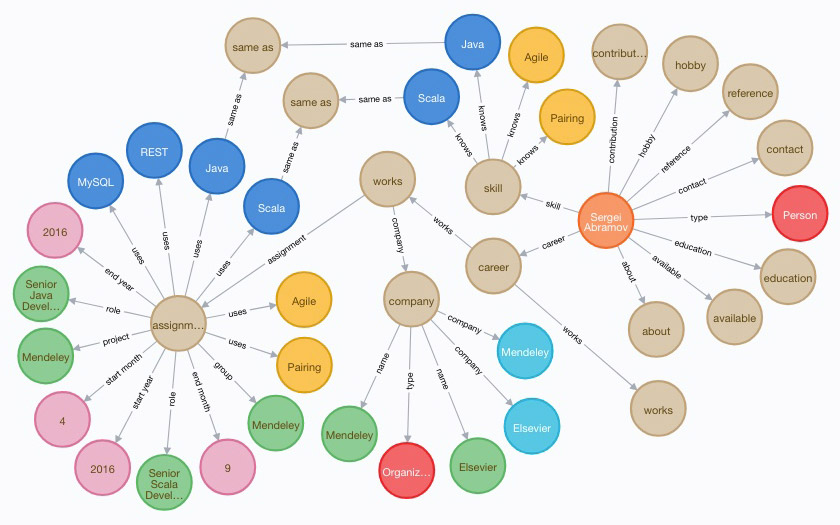 same as
same as
Java
Agile
contribut...
hobby
reference
same as
same as
same as
Scala
Pairing
knows
knows
knows
knows
contribution
hobby
reference
contact
contact
MySQL
REST
Java
Scala
same as
works
skill
skill
Sergei
Abramov
type
Person
2016
end year
uses
uses
uses
uses
assignment
company
works
career
career
education
education
available
available
about
about
Senior
Java
Devel...
role
assignm...
uses
Agile
company
company
Mendeley
works
works
Mendeley
project
uses
Pairing
company
Elsevier
start month
4
start year
2016
role
Senior
Scala
Devel...
end month
9
group
Mendeley
name
Mendeley
type
Organiz...
name
Elsevier